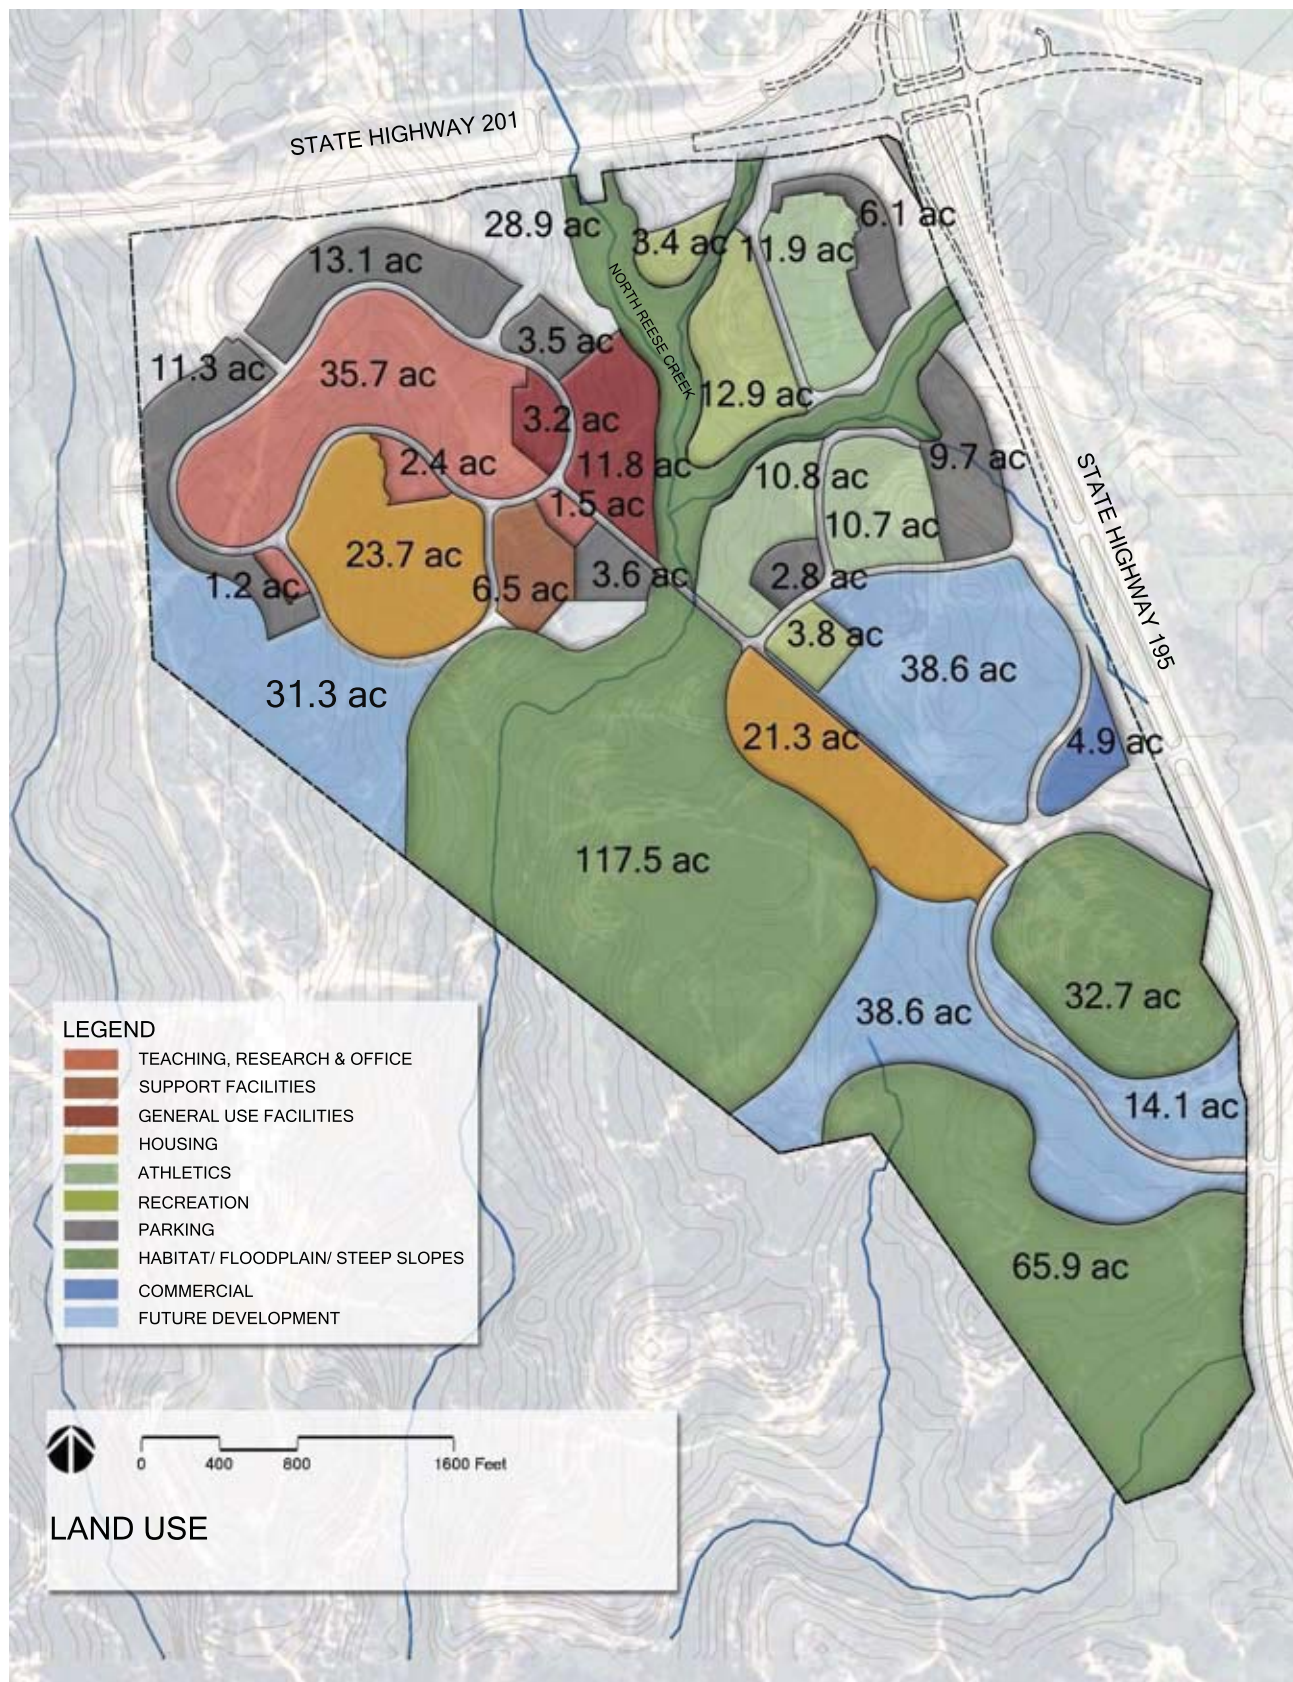 STATE HIGHWAY 201
28.9 ac
3.4 ac
11.9 ac
6.1 ac
13.1 ac
NORTH REESE CREEK
3.5 ac
11.3 ac
35.7 ac
12.9 ac
3.2 ac
2.4 ac
11.8 ac
10.8 ac
9.7 ac
STATE HIGHWAY 195
1.5 ac
10.7 ac
23.7 ac
1.2 ac
6.5 ac
3.6 ac
2.8 ac
3.8 ac
31.3 ac
38.6 ac
21.3 ac
4.9 ac
117.5 ac
38.6 ac
32.7 ac
14.1 ac
65.9 ac
LEGEND
TEACHING, RESEARCH & OFFICE
SUPPORT FACILITIES
GENERAL USE FACILITIES
HOUSING
ATHLETICS
RECREATION
PARKING
HABITAT/ FLOODPLAIN/ STEEP SLOPES
COMMERCIAL
FUTURE DEVELOPMENT
0 400 800 1600 Feet
LAND USE